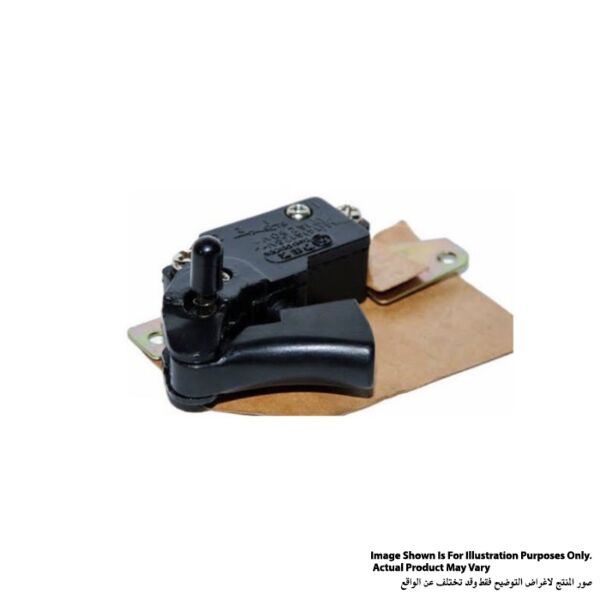 Image Shown Is For Illustration Purposes Only.
Actual Product May Vary
صور المنتج لاغراض التوضيح فقط وقد تختلف عن الواقع